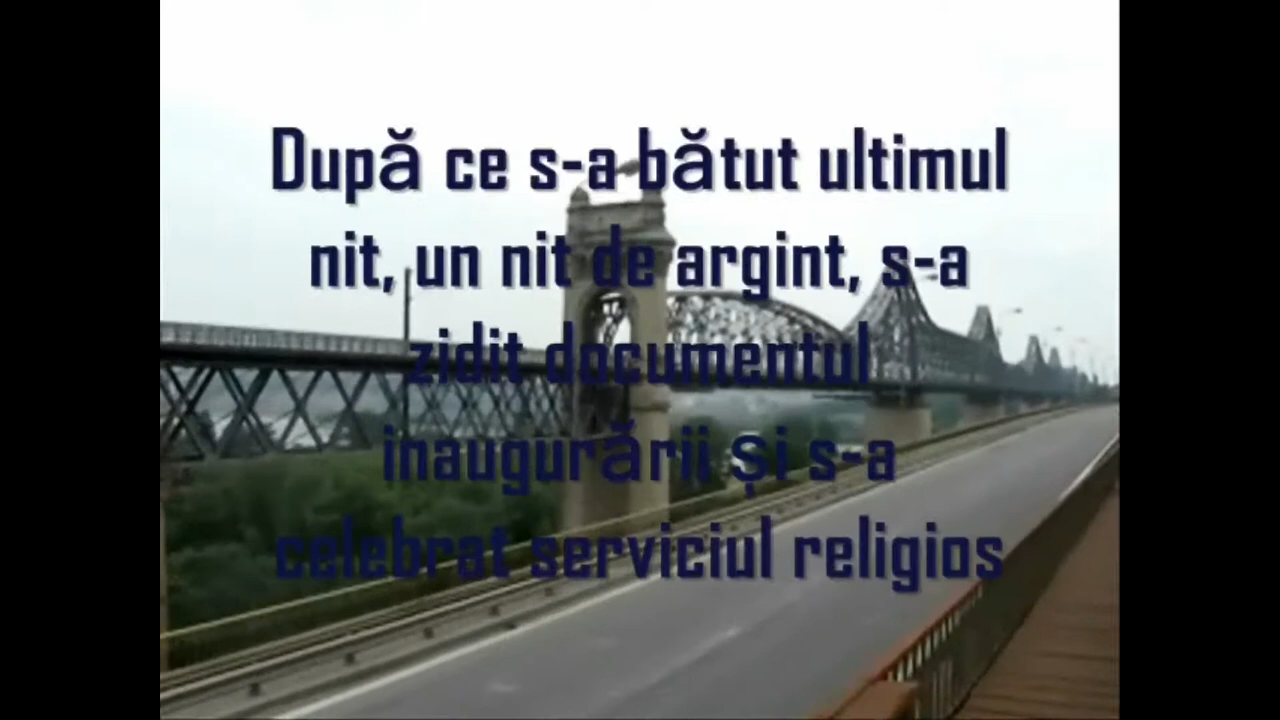 După ce s-a bătut ultimul
nit, un nit de argint, s-a
zidit documentul
inaugurării și s-a
celebrat serviciul religios